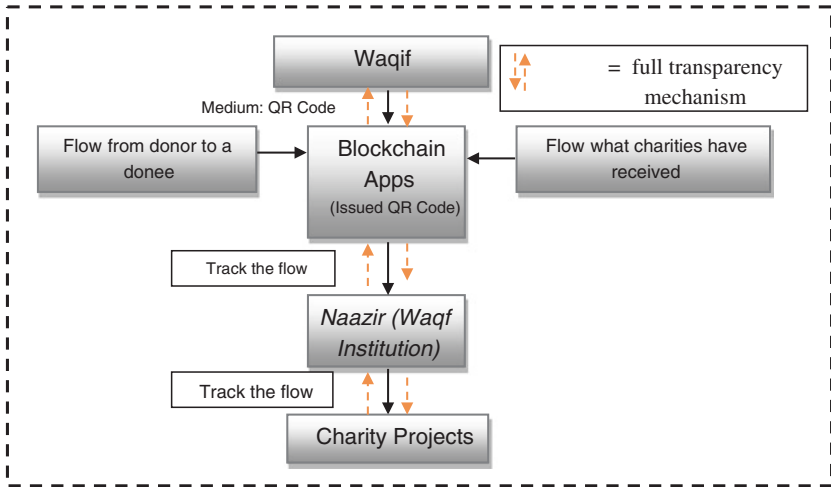 Waqif
= full transparency
mechanism
Medium: QR Code
Flow from donor to a
donee
Blockchain
Apps
(Issued QR Code)
Flow what charities have
received
Track the flow
Naazir (Waqf
Institution)
Track the flow
Charity Projects